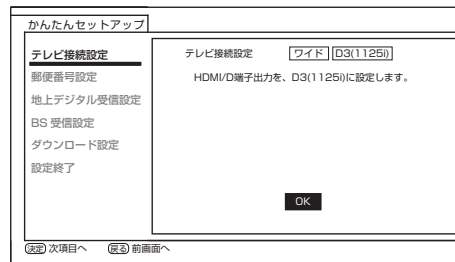 かんたんセットアップ
テレビ接続設定
郵便番号設定
地上デジタル受信設定
BS 受信設定
ダウンロード設定
設定終了
テレビ接続設定 ワイド D3(1125i)
HDMI/D端子出力を、D3(1125i)に設定します。
OK
決定 次項目へ 戻る 前画面へ